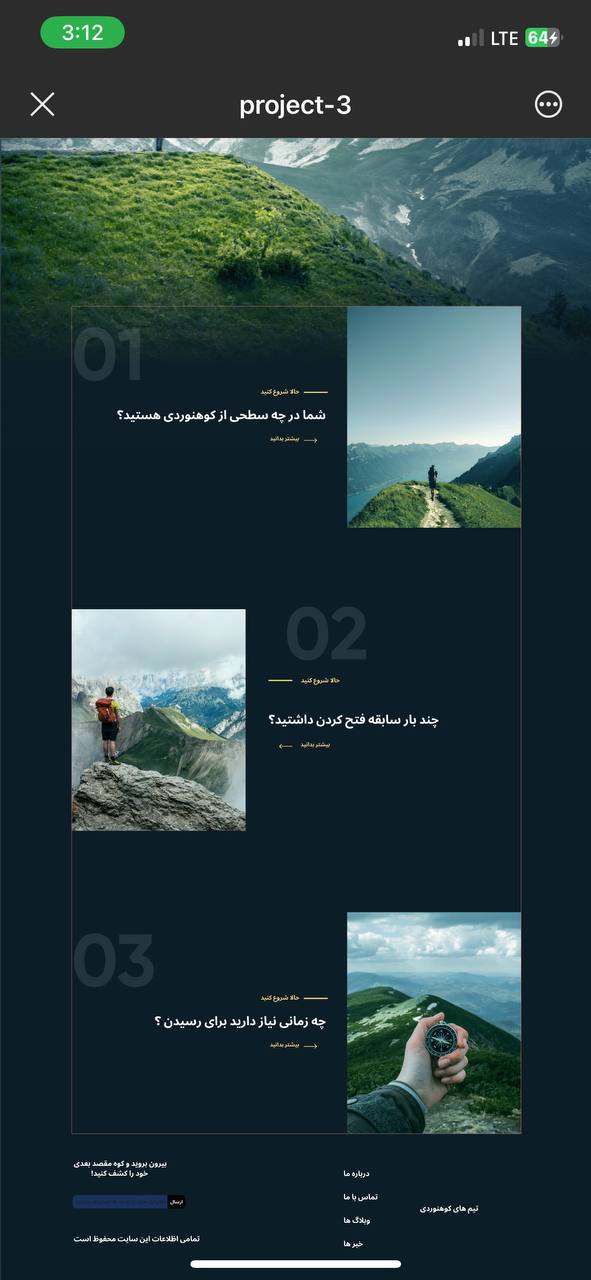 3:12
LTE
64
project-3
01
حالا شروع کنید
شما در چه سطحی از کوهنوردی هستید؟
بیشتر بدانید
02
حالا شروع کنید
چند بار سابقه فتح کردن داشتید؟
بیشتر بدانید
03
حالا شروع کنید
چه زمانی نیاز دارید برای رسیدن ؟
بیشتر بدانید
تیم های کوهنوردی
درباره ما
تماس با ما
وبلاگ ها
خبر ها
بیرون بروید و کوه مقصد بعدی
خود را کشف کنید!
ارسال
تمامی اظلاعات این سایت محفوظ است